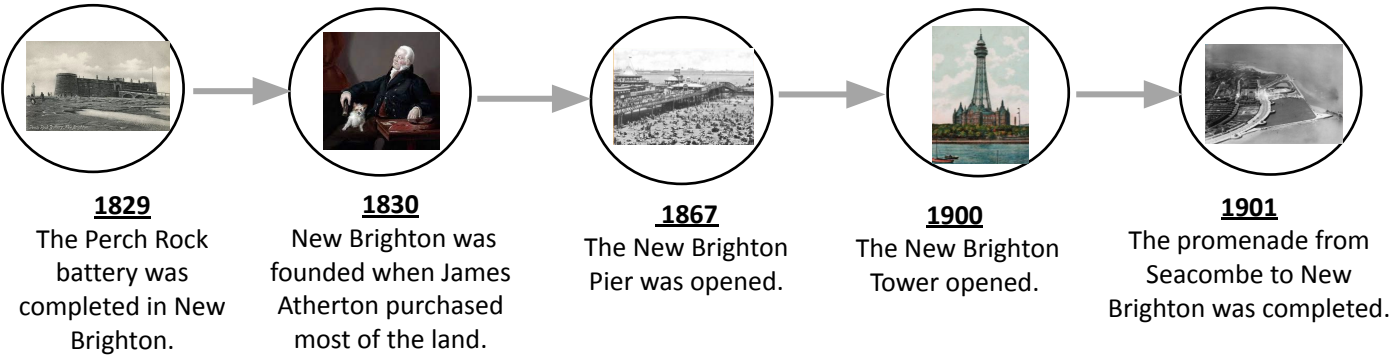 1829
The Perch Rock
battery was
completed in New
Brighton.
1830
New Brighton was
founded when James
Atherton purchased
most of the land.
1867
The New Brighton
Pier was opened.
1900
The New Brighton
Tower opened.
1901
The promenade from
Seacombe to New
Brighton was completed.